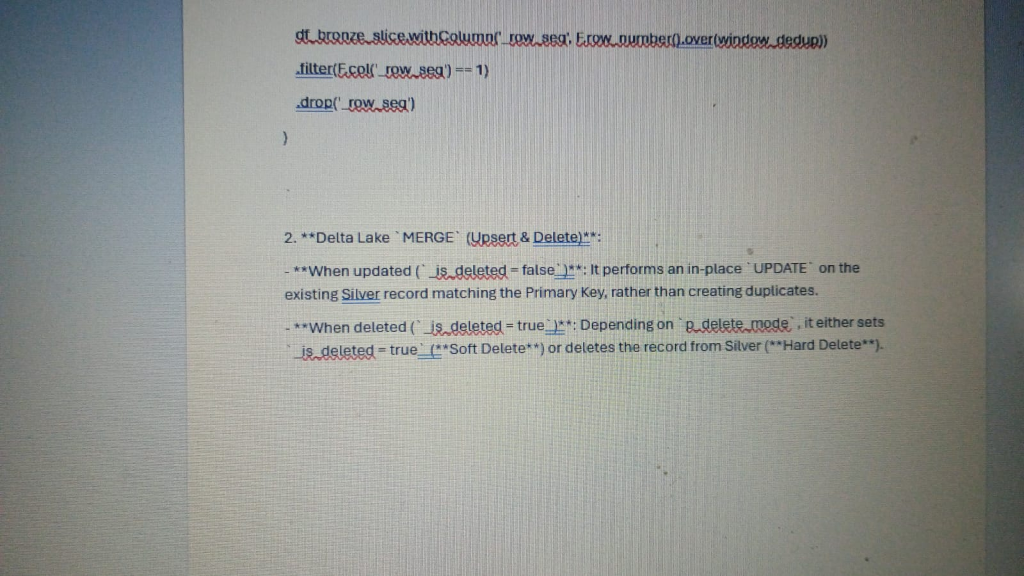 df_bronze_slice.withColumn('_row_seq', F.row_number().over(window_dedup))
.filter(F.col('_row_seq') == 1)
.drop('_row_seq')
)
2. **Delta Lake `MERGE` (Upsert & Delete)**:
- **When updated (`_is_deleted = false`)**: It performs an in-place `UPDATE` on the
existing Silver record matching the Primary Key, rather than creating duplicates.
- **When deleted (`_is_deleted = true`)**: Depending on `p_delete_mode`, it either sets
`_is_deleted = true` (**Soft Delete**) or deletes the record from Silver (**Hard Delete**).